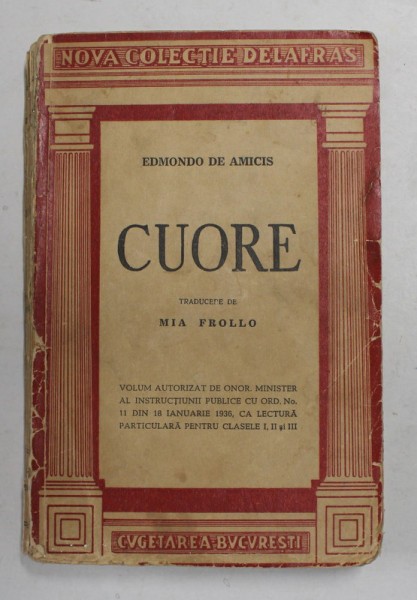 NOVA COLECȚIE DELAFRAS
EDMONDO DE AMICIS
CUORE
TRADUCERE DE
MIA FROLLO
VOLUM AUTORIZAT DE ONOR. MINISTER
AL INSTRUCȚIUNII PUBLICE CU ORD. No.
11 DIN 18 IANUARIE 1936, CA LECTURĂ
PARTICULARĂ PENTRU CLASELE I, II și III
CUGETAREA-BUCUREȘTI